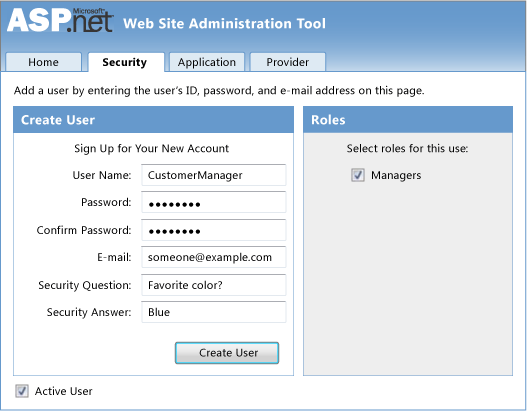 Microsoft
ASP.net Web Site Administration Tool
Home Security Application Provider
Add a user by entering the user's ID, password, and e-mail address on this page.
Create User
Sign Up for Your New Account
User Name: CustomerManager
Password: ●●●●●●●●
Confirm Password: ●●●●●●●●
E-mail: someone@example.com
Security Question: Favorite color?
Security Answer: Blue
Create User
Roles
Select roles for this use:
Managers
Active User